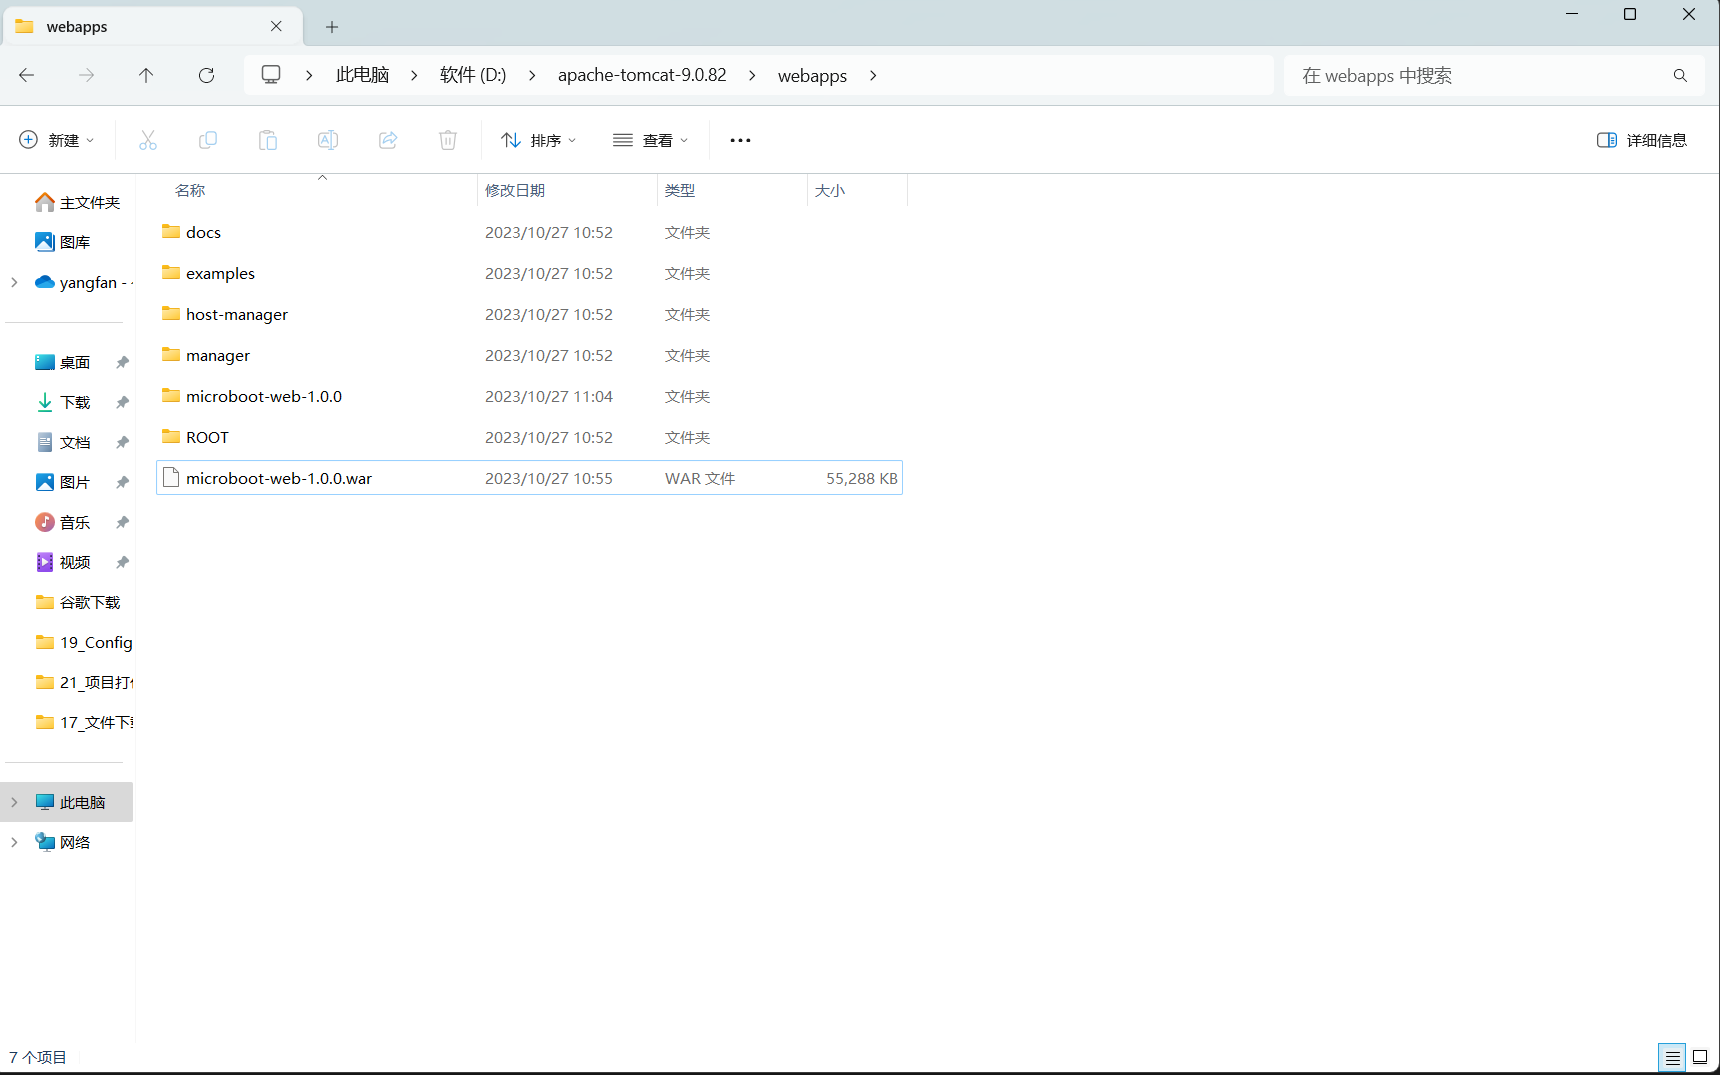 webapps
此电脑 软件 (D:) apache-tomcat-9.0.82 webapps
在 webapps 中搜索
新建 排序 查看 详细信息
名称 修改日期 类型 大小
docs 2023/10/27 10:52 文件夹
examples 2023/10/27 10:52 文件夹
host-manager 2023/10/27 10:52 文件夹
manager 2023/10/27 10:52 文件夹
microboot-web-1.0.0 2023/10/27 11:04 文件夹
ROOT 2023/10/27 10:52 文件夹
microboot-web-1.0.0.war 2023/10/27 10:55 WAR 文件 55,288 KB
主文件夹
图库
yangfan -
桌面
下载
文档
图片
音乐
视频
谷歌下载
19_Config
21_项目打
17_文件下
此电脑
网络
7 个项目